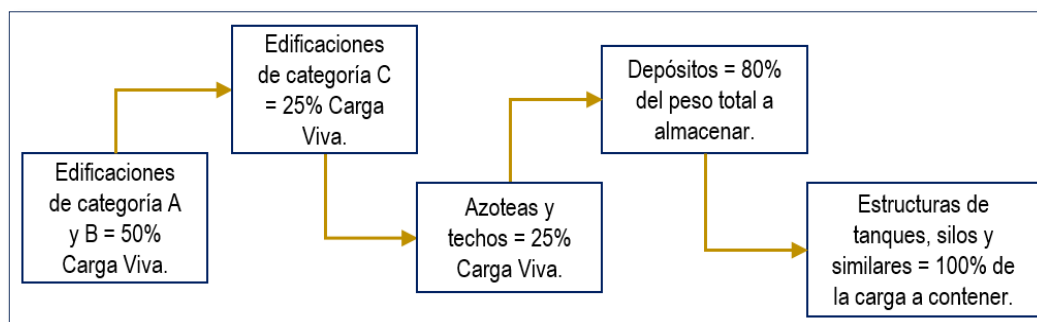 Edificaciones
de categoría A
y B = 50%
Carga Viva.
Edificaciones
de categoría C
= 25% Carga
Viva.
Azoteas y
techos = 25%
Carga Viva.
Depósitos = 80%
del peso total a
almacenar.
Estructuras de
tanques, silos y
similares = 100% de
la carga a contener.